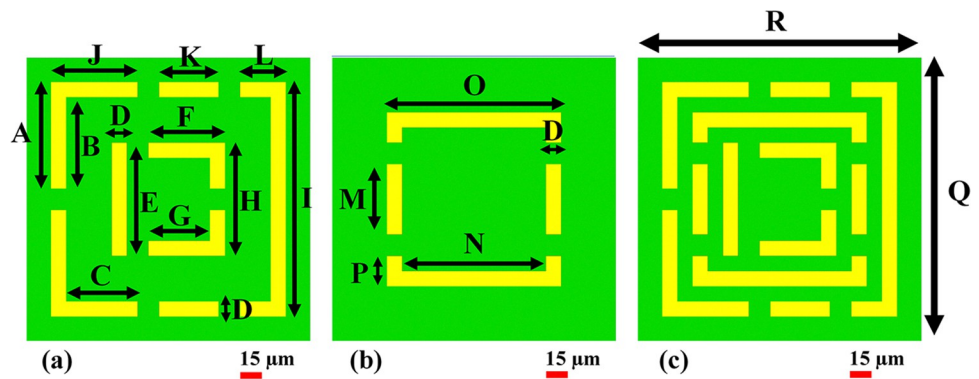 R
J K L O
D F D
A B
E H I M Q
G N
C P
D
(a) 15 μm (b) 15 μm (c) 15 μm